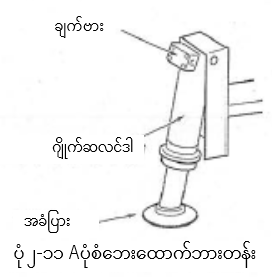 ချက်ဗား
ဂျိုက်ဆလင်ဒါ
အခံပြား
ပုံ ၂-၁၁ Aပုံစံဘေးထောက်ဘားတန်း